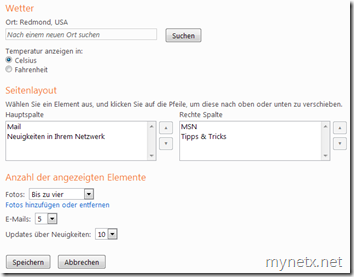 Wetter
Ort: Redmond, USA
Nach einem neuen Ort suchen
Suchen
Temperatur anzeigen in:
Celsius
Fahrenheit
Seitenlayout
Wählen Sie ein Element aus, und klicken Sie auf die Pfeile, um diese nach oben oder unten zu verschieben.
Hauptspalte
Mail
Neuigkeiten in Ihrem Netzwerk
Rechte Spalte
MSN
Tipps & Tricks
Anzahl der angezeigten Elemente
Fotos: Bis zu vier
Fotos hinzufügen oder entfernen
E-Mails: 5
Updates über Neuigkeiten: 10
Speichern Abbrechen
mynetx.net